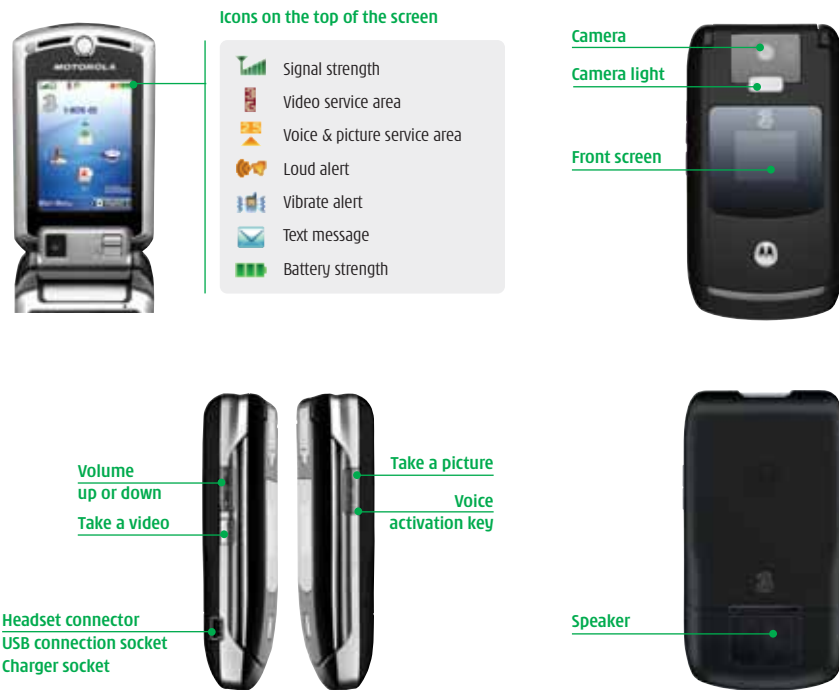 Icons on the top of the screen
Signal strength
Video service area
Voice & picture service area
Loud alert
Vibrate alert
Text message
Battery strength
MOTOROLA
Camera
Camera light
Front screen
Volume
up or down
Take a video
Headset connector
USB connection socket
Charger socket
Take a picture
Voice
activation key
Speaker